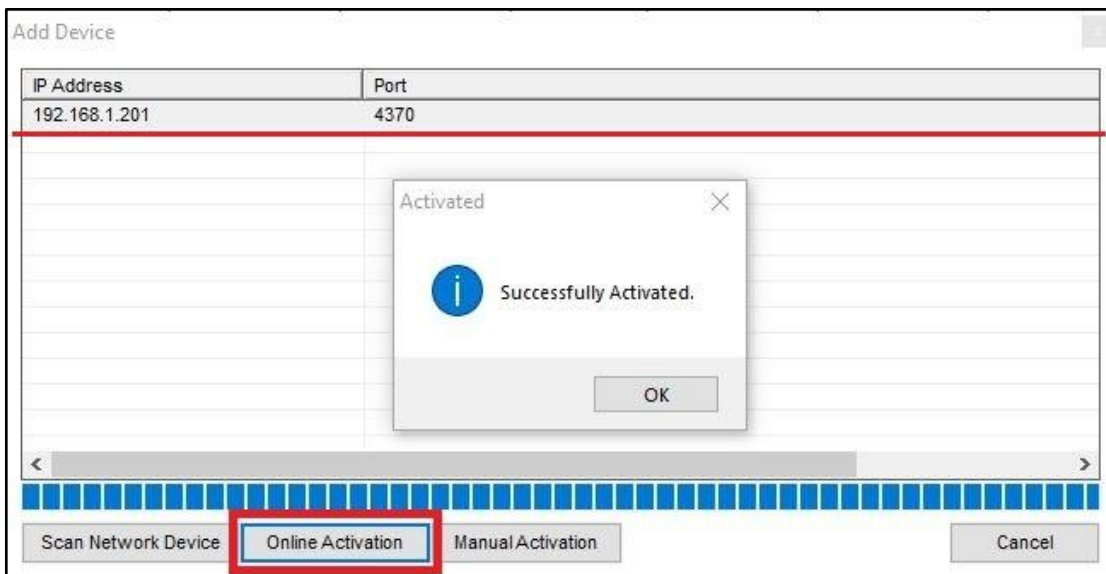 Add Device
IP Address Port
192.168.1.201 4370
Activated
Successfully Activated.
OK
Scan Network Device Online Activation Manual Activation Cancel